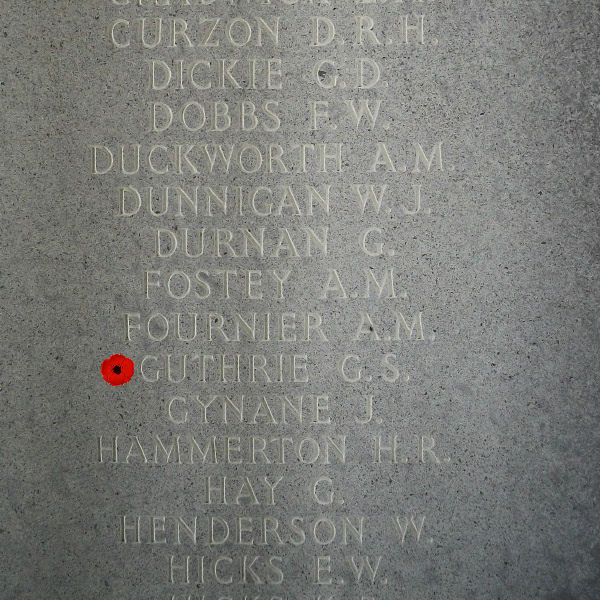 CURZON D.R.H.
DICKIE G.D.
DOBBS F.W.
DUCKWORTH A.M.
DUNNIGAN W.J.
DURNAN G.
FOSTEY A.M.
FOURNIER A.M.
GUTHRIE G.S.
GYNANE J.
HAMMERTON H.R.
HAY G.
HENDERSON W.
HICKS E.W.